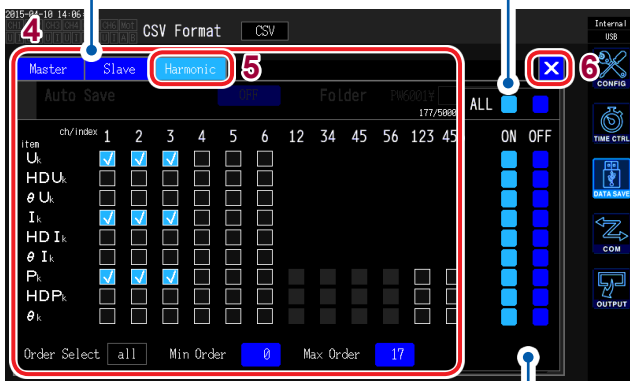 2015-04-10 14:06
4
CSV Format CSV
Internal
USB
Master Slave Harmonic 5
× 6
CONFIG
Auto Save OFF Folder PW6001¥
177/5000
ALL
TIME CTRL
ch/index 1 2 3 4 5 6 12 34 45 56 123 45
ON OFF
item
Uk
HDUk
θUk
Ik
HDIk
θIk
Pk
HDPk
θk
DATA SAVE
COM
OUTPUT
Order Select all Min Order 0 Max Order 17